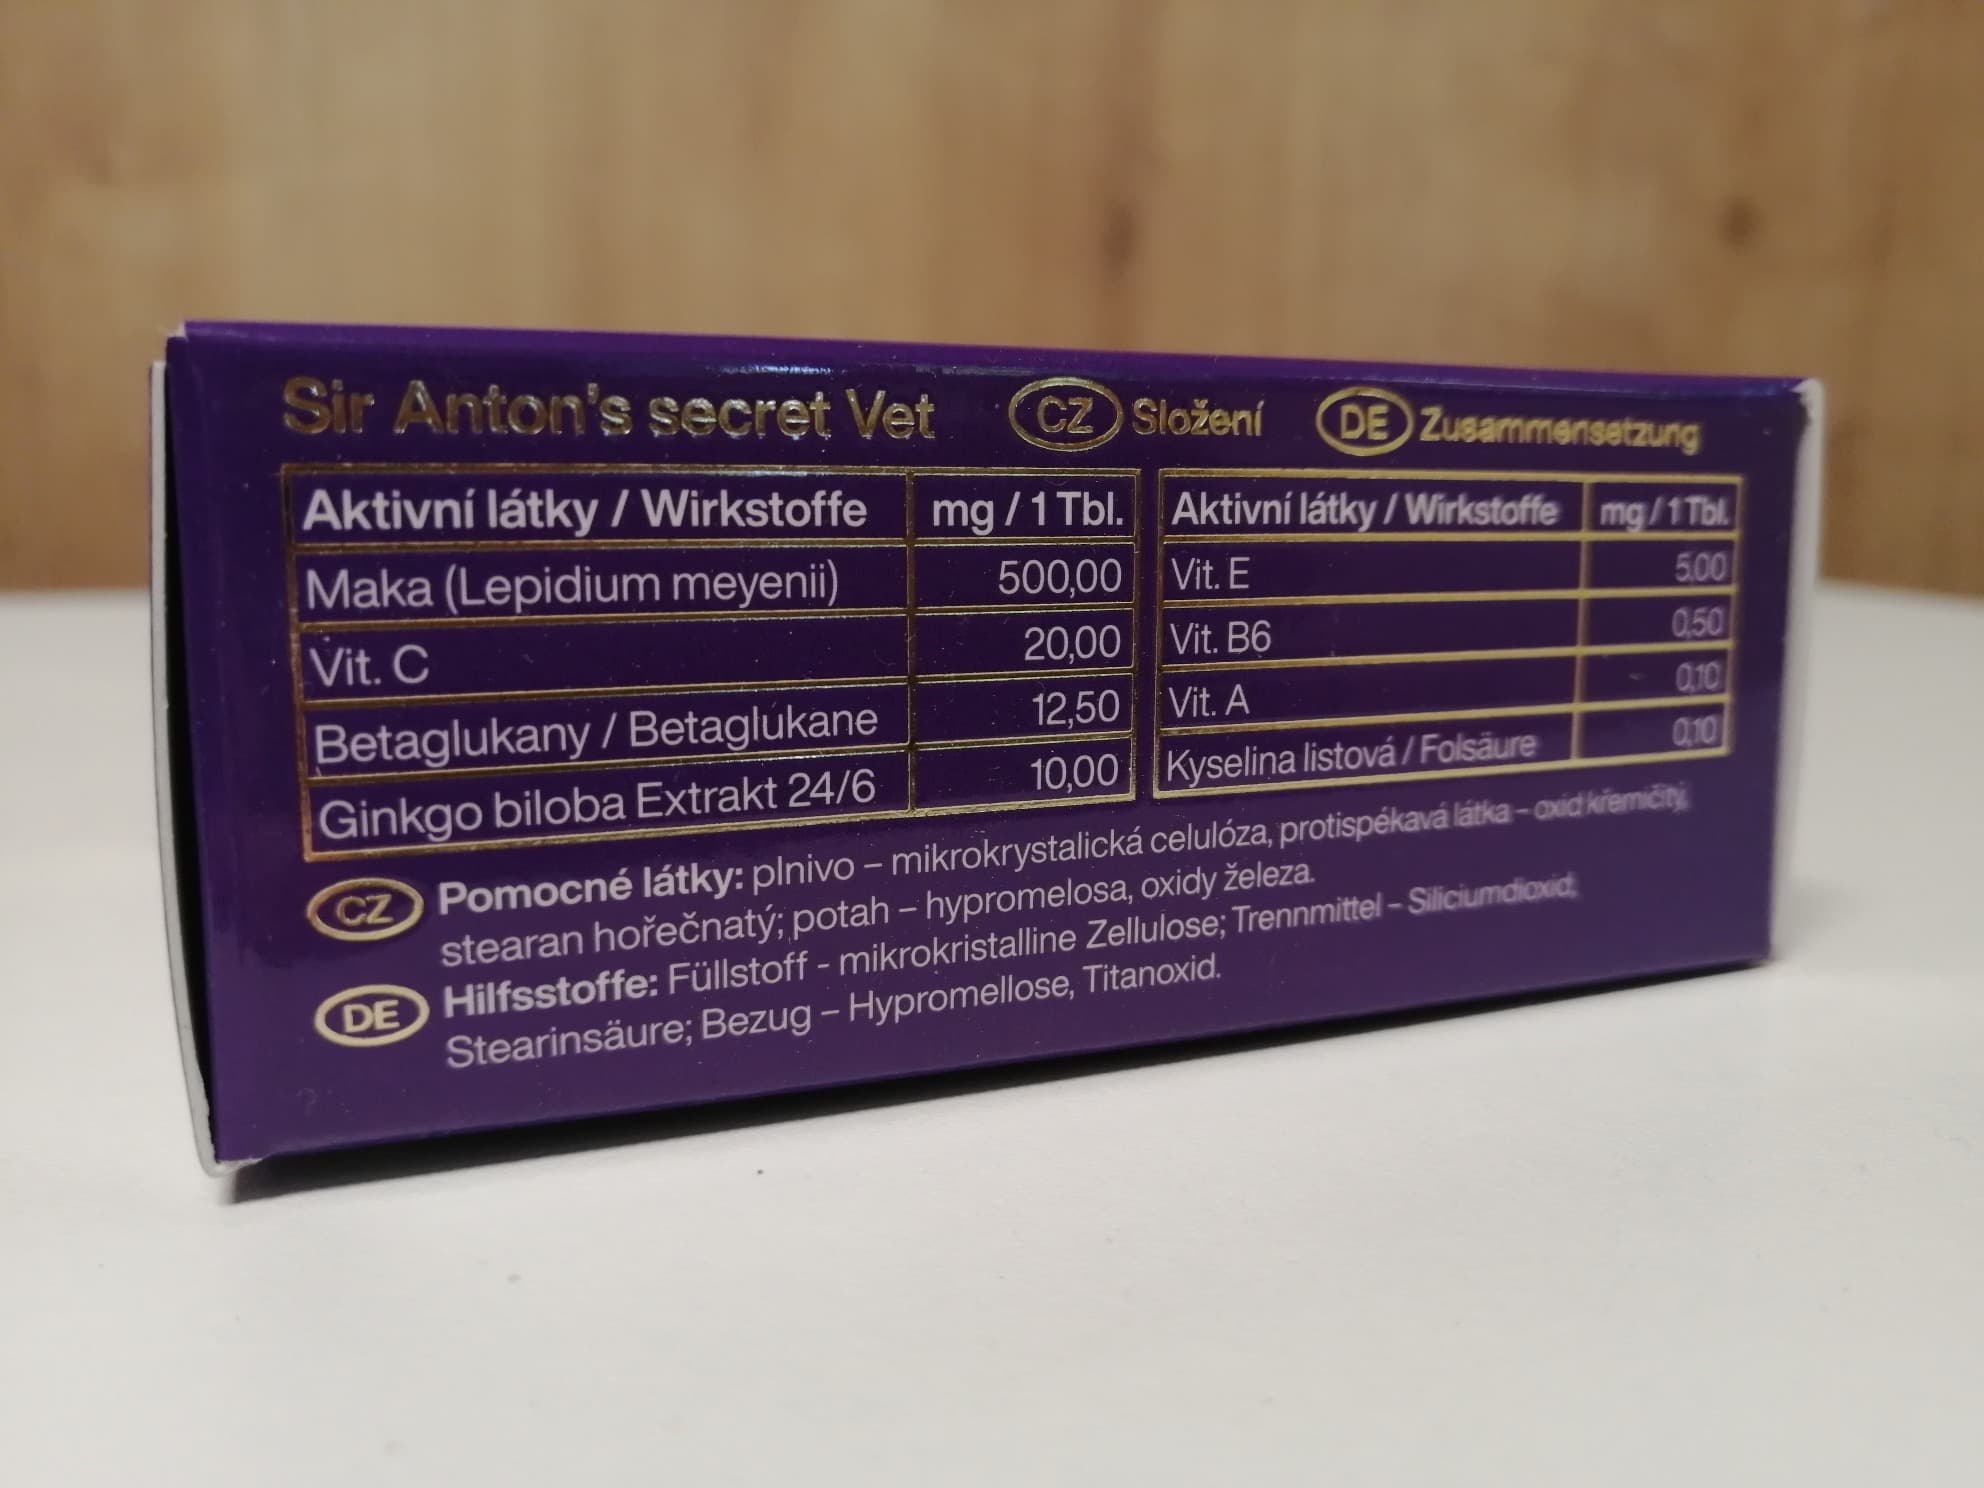 Sir Anton's secret Vet CZ Složení DE Zusammensetzung
Aktivní látky / Wirkstoffe mg / 1 Tbl.
Maka (Lepidium meyenii) 500,00
Vit. C 20,00
Betaglukany / Betaglukane 12,50
Ginkgo biloba Extrakt 24/6 10,00
Aktivní látky / Wirkstoffe mg / 1 Tbl.
Vit. E 5,00
Vit. B6 0,50
Vit. A 0,10
Kyselina listová / Folsäure 0,10
CZ Pomocné látky: plnivo – mikrokrystalická celulóza, protispékavá látka – oxid křemičitý,
stearan hořečnatý; potah – hypromelosa, oxidy železa.
DE Hilfsstoffe: Füllstoff - mikrokristalline Zellulose; Trennmittel – Siliciumdioxid,
Stearinsäure; Bezug – Hypromellose, Titanoxid.